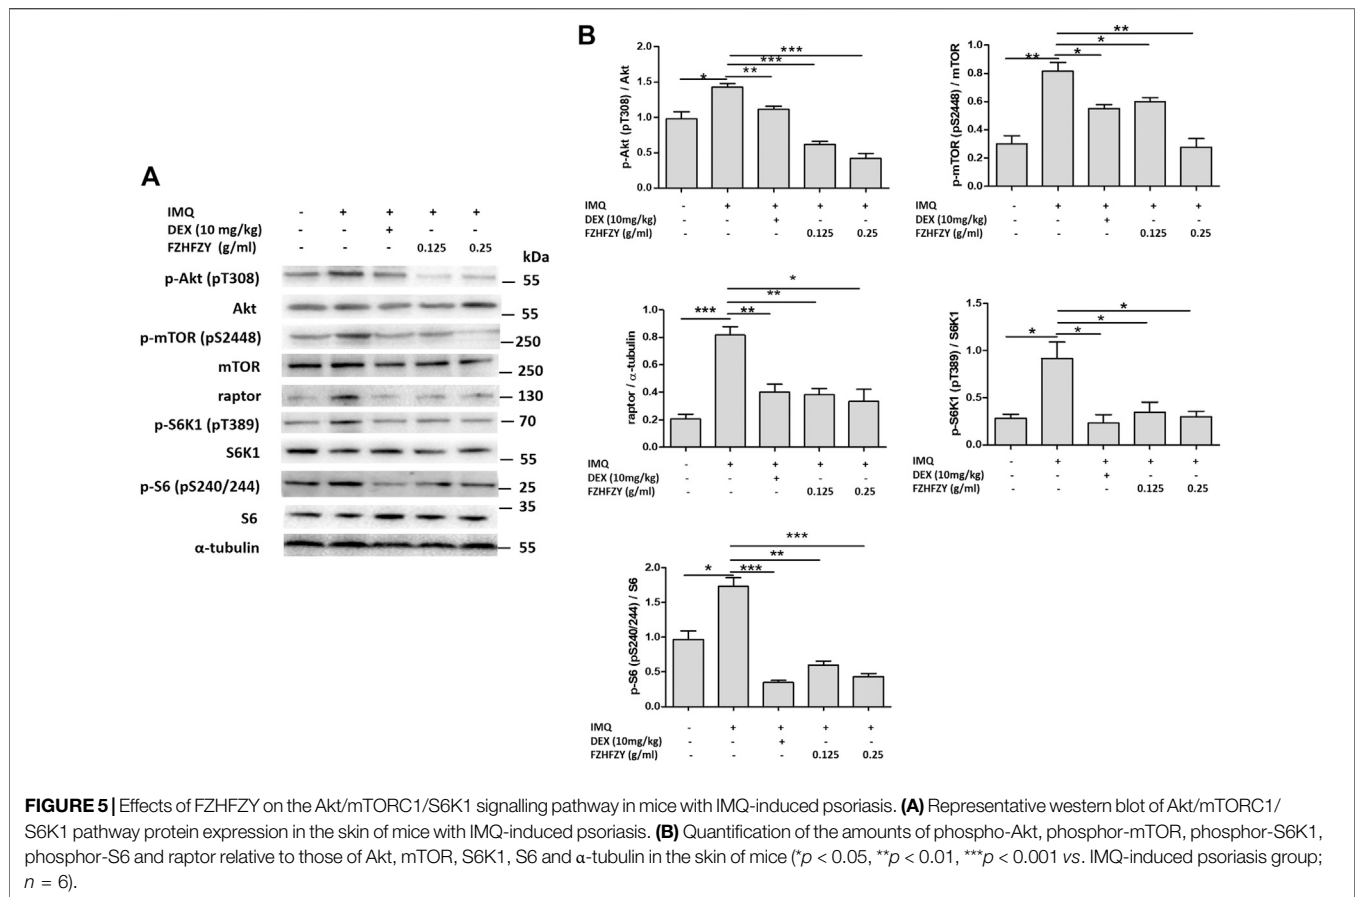 A
IMQ - + + + +
DEX (10 mg/kg) - - + - -
FZHFZY (g/ml) - - - 0.125 0.25
kDa
p-Akt (pT308) 55
Akt 55
p-mTOR (pS2448) 250
mTOR 250
raptor 130
p-S6K1 (pT389) 70
S6K1 55
p-S6 (pS240/244) 25
35
S6
α-tubulin 55
B
p-Akt (pT308) / Akt
2.0
1.5
1.0
0.5
0.0
***
***
* **
IMQ - + + + +
DEX (10mg/kg) - - + - -
FZHFZY (g/ml) - - - 0.125 0.25
p-mTOR (pS2448) / mTOR
1.0
0.8
0.6
0.4
0.2
**
*
** *
IMQ - + + + +
DEX (10mg/kg) - - + - -
FZHFZY (g/ml) - - - 0.125 0.25
raptor / α-tubulin
1.0
0.8
0.6
0.4
0.2
0.0
*
**
*** **
IMQ - + + + +
DEX (10mg/kg) - - + - -
FZHFZY (g/ml) - - - 0.125 0.25
p-S6K1 (pT389) / S6K1
1.5
1.0
0.5
0.0
*
*
* *
IMQ - + + + +
DEX (10mg/kg) - - + - -
FZHFZY (g/ml) - - - 0.125 0.25
p-S6 (pS240/244) / S6
2.0
1.5
1.0
0.5
0.0
***
**
* ***
IMQ - + + + +
DEX (10mg/kg) - - + - -
FZHFZY (g/ml) - - - 0.125 0.25
FIGURE 5 | Effects of FZHFZY on the Akt/mTORC1/S6K1 signalling pathway in mice with IMQ-induced psoriasis. (A) Representative western blot of Akt/mTORC1/
S6K1 pathway protein expression in the skin of mice with IMQ-induced psoriasis. (B) Quantification of the amounts of phospho-Akt, phosphor-mTOR, phosphor-S6K1,
phosphor-S6 and raptor relative to those of Akt, mTOR, S6K1, S6 and α-tubulin in the skin of mice (*p < 0.05, **p < 0.01, ***p < 0.001 vs. IMQ-induced psoriasis group;
n = 6).